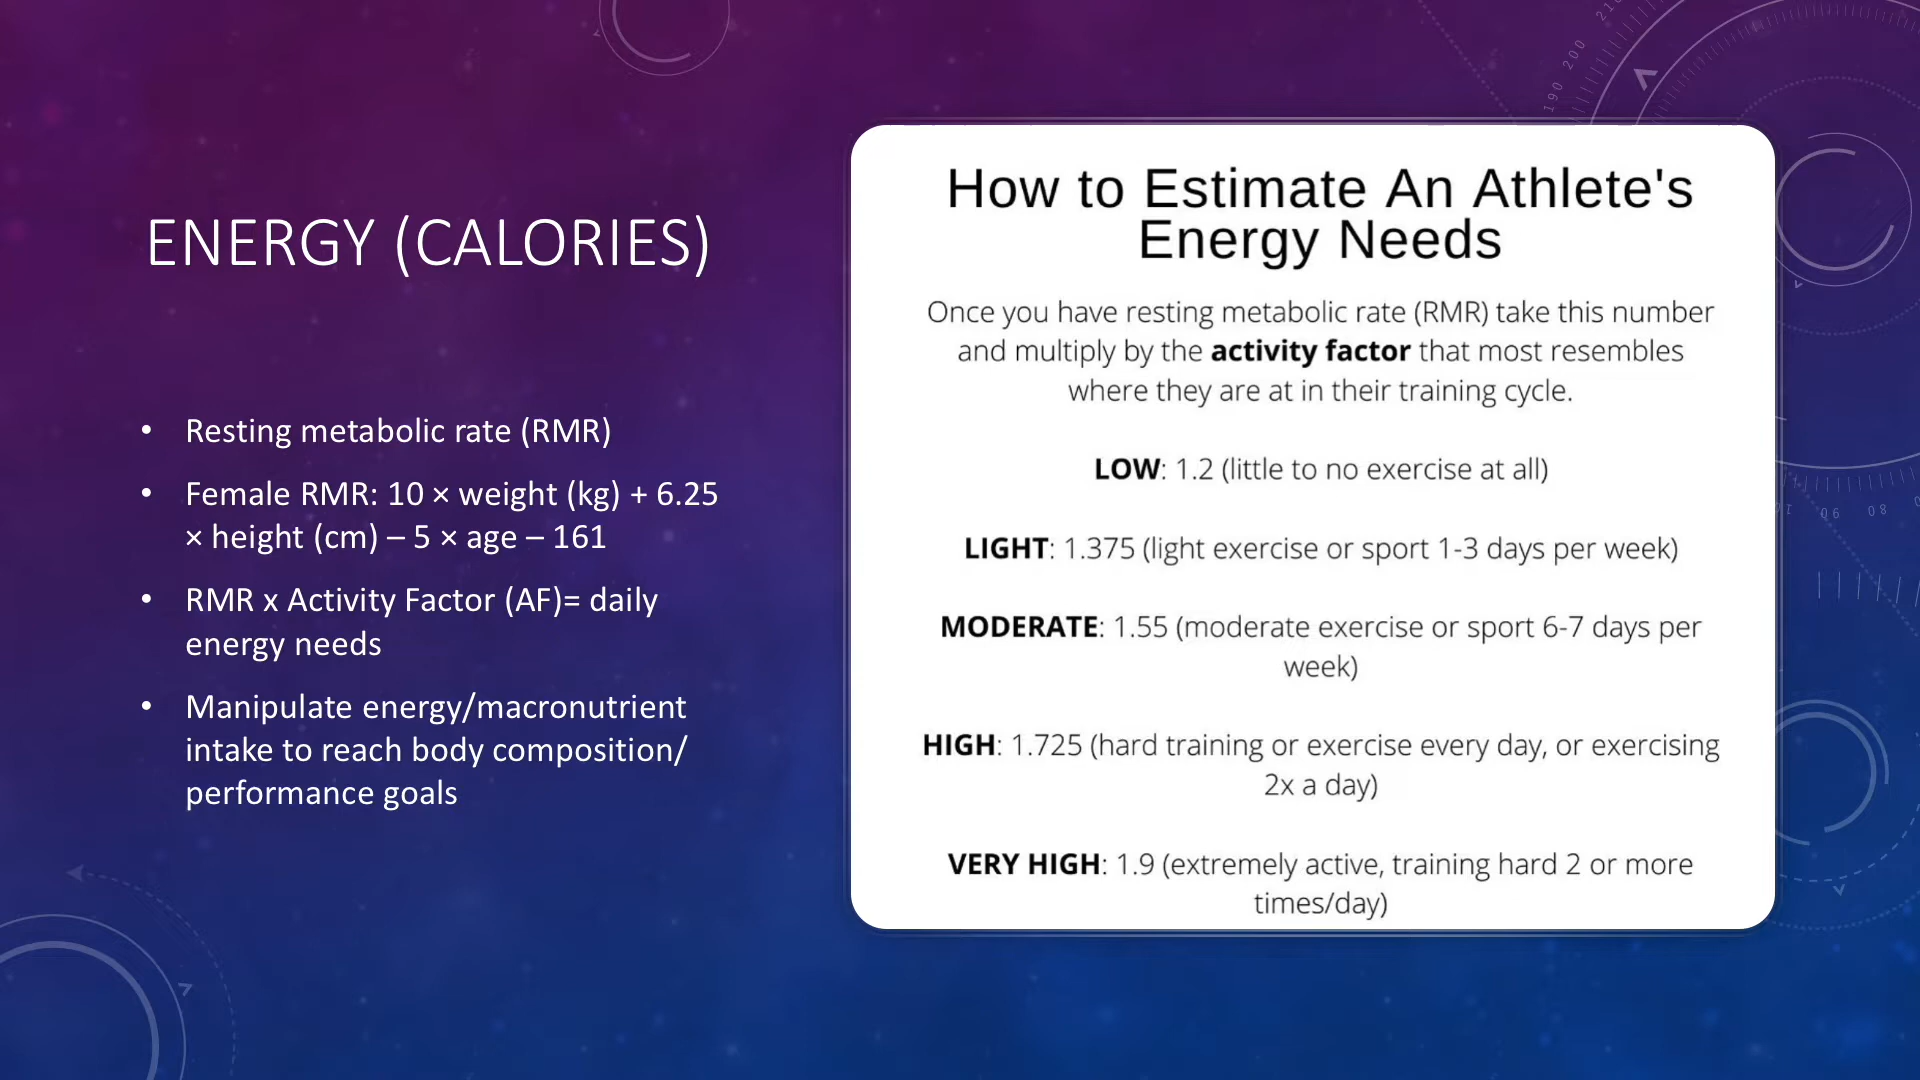 ENERGY (CALORIES)
• Resting metabolic rate (RMR)
• Female RMR: 10 × weight (kg) + 6.25
× height (cm) – 5 × age – 161
• RMR x Activity Factor (AF)= daily
energy needs
• Manipulate energy/macronutrient
intake to reach body composition/
performance goals
How to Estimate An Athlete's
Energy Needs
Once you have resting metabolic rate (RMR) take this number
and multiply by the activity factor that most resembles
where they are at in their training cycle.
LOW: 1.2 (little to no exercise at all)
LIGHT: 1.375 (light exercise or sport 1-3 days per week)
MODERATE: 1.55 (moderate exercise or sport 6-7 days per
week)
HIGH: 1.725 (hard training or exercise every day, or exercising
2x a day)
VERY HIGH: 1.9 (extremely active, training hard 2 or more
times/day)
190 200 210
90 80